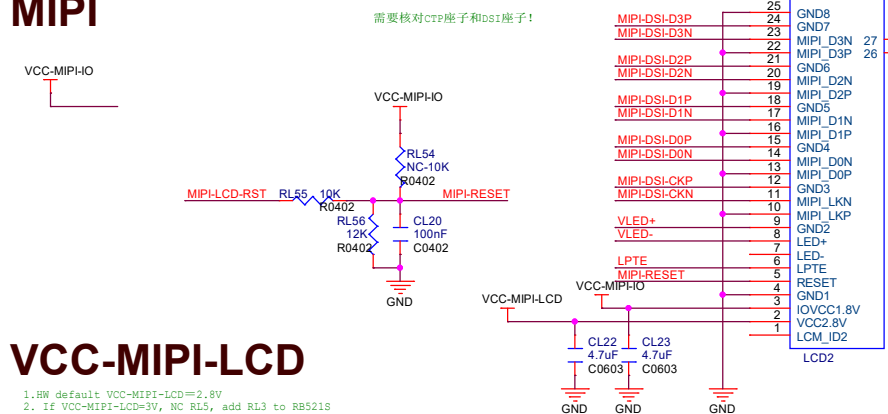 MIPI
需要核对CTP座子和DSI座子!
VCC-MIPI-IO
VCC-MIPI-IO
RL54
NC-10K
R0402
MIPI-LCD-RST
RL55
10K
R0402
MIPI-RESET
RL56
12K
R0402
CL20
100nF
C0402
GND
25
GND8
MIPI-DSI-D3P
24
GND7
MIPI-DSI-D3N
23
MIPI_D3N
27
22
MIPI_D3P
26
MIPI-DSI-D2P
21
GND6
MIPI-DSI-D2N
20
MIPI_D2N
19
MIPI_D2P
MIPI-DSI-D1P
18
GND5
MIPI-DSI-D1N
17
MIPI_D1N
16
MIPI_D1P
MIPI-DSI-D0P
15
GND4
MIPI-DSI-D0N
14
MIPI_D0N
13
MIPI_D0P
MIPI-DSI-CKP
12
GND3
MIPI-DSI-CKN
11
MIPI_LKN
10
MIPI_LKP
VLED+
9
GND2
VLED-
8
LED+
7
LED-
LPTE
6
LPTE
MIPI-RESET
5
RESET
4
GND1
VCC-MIPI-IO
3
IOVCC1.8V
VCC-MIPI-LCD
2
VCC2.8V
1
LCM_ID2
LCD2
CL22
4.7uF
C0603
CL23
4.7uF
C0603
GND
GND
GND
VCC-MIPI-LCD
1.HW default VCC-MIPI-LCD=2.8V
2. If VCC-MIPI-LCD=3V, NC RL5, add RL3 to RB521S